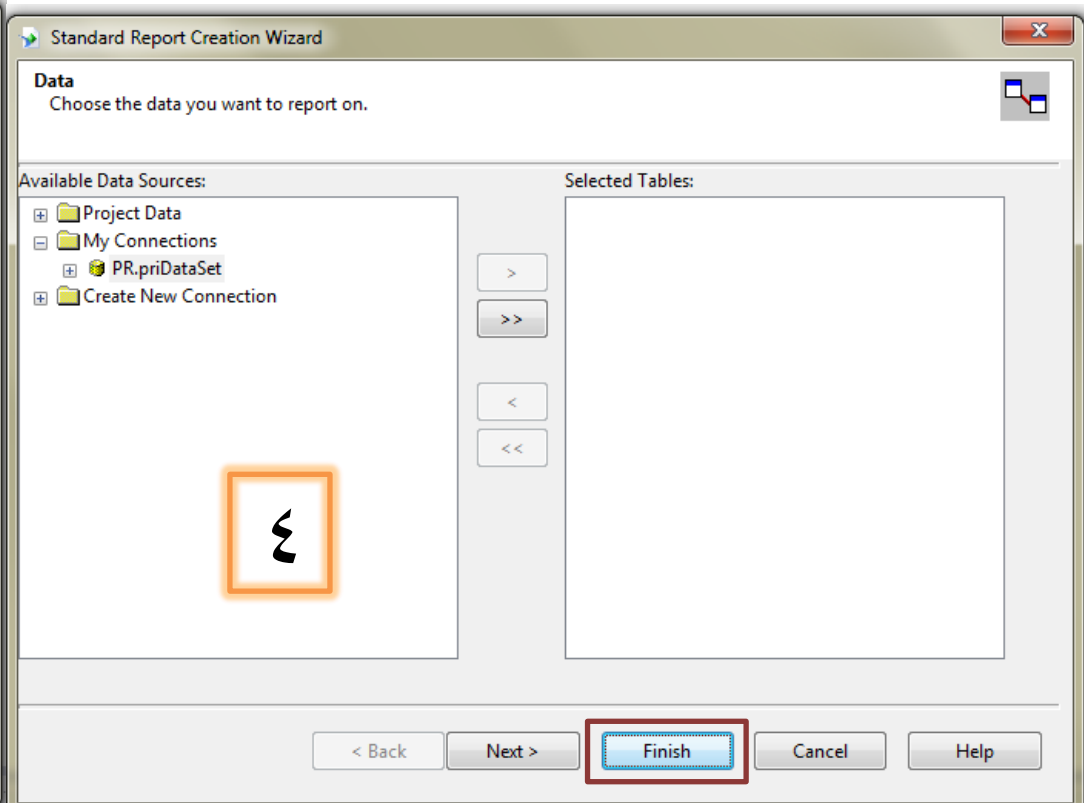 Standard Report Creation Wizard
x
Data
Choose the data you want to report on.
Available Data Sources:
Selected Tables:
Project Data
My Connections
PR.priDataSet
Create New Connection
>
>>
<
<<
٤
< Back
Next >
Finish
Cancel
Help